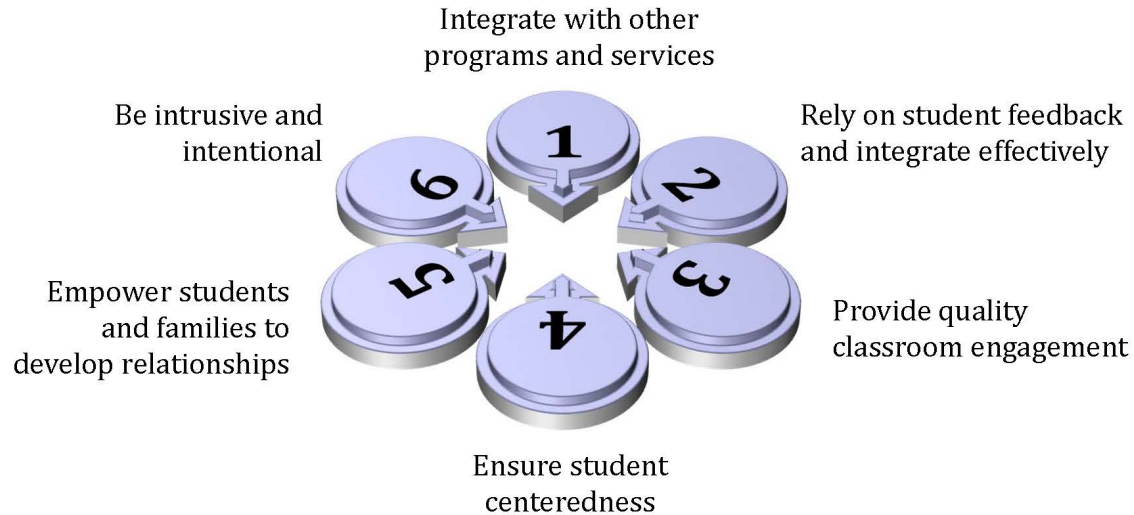 Integrate with other
programs and services
1
Rely on student feedback
and integrate effectively
2
Provide quality
classroom engagement
3
Ensure student
centeredness
4
Empower students
and families to
develop relationships
5
Be intrusive and
intentional
6